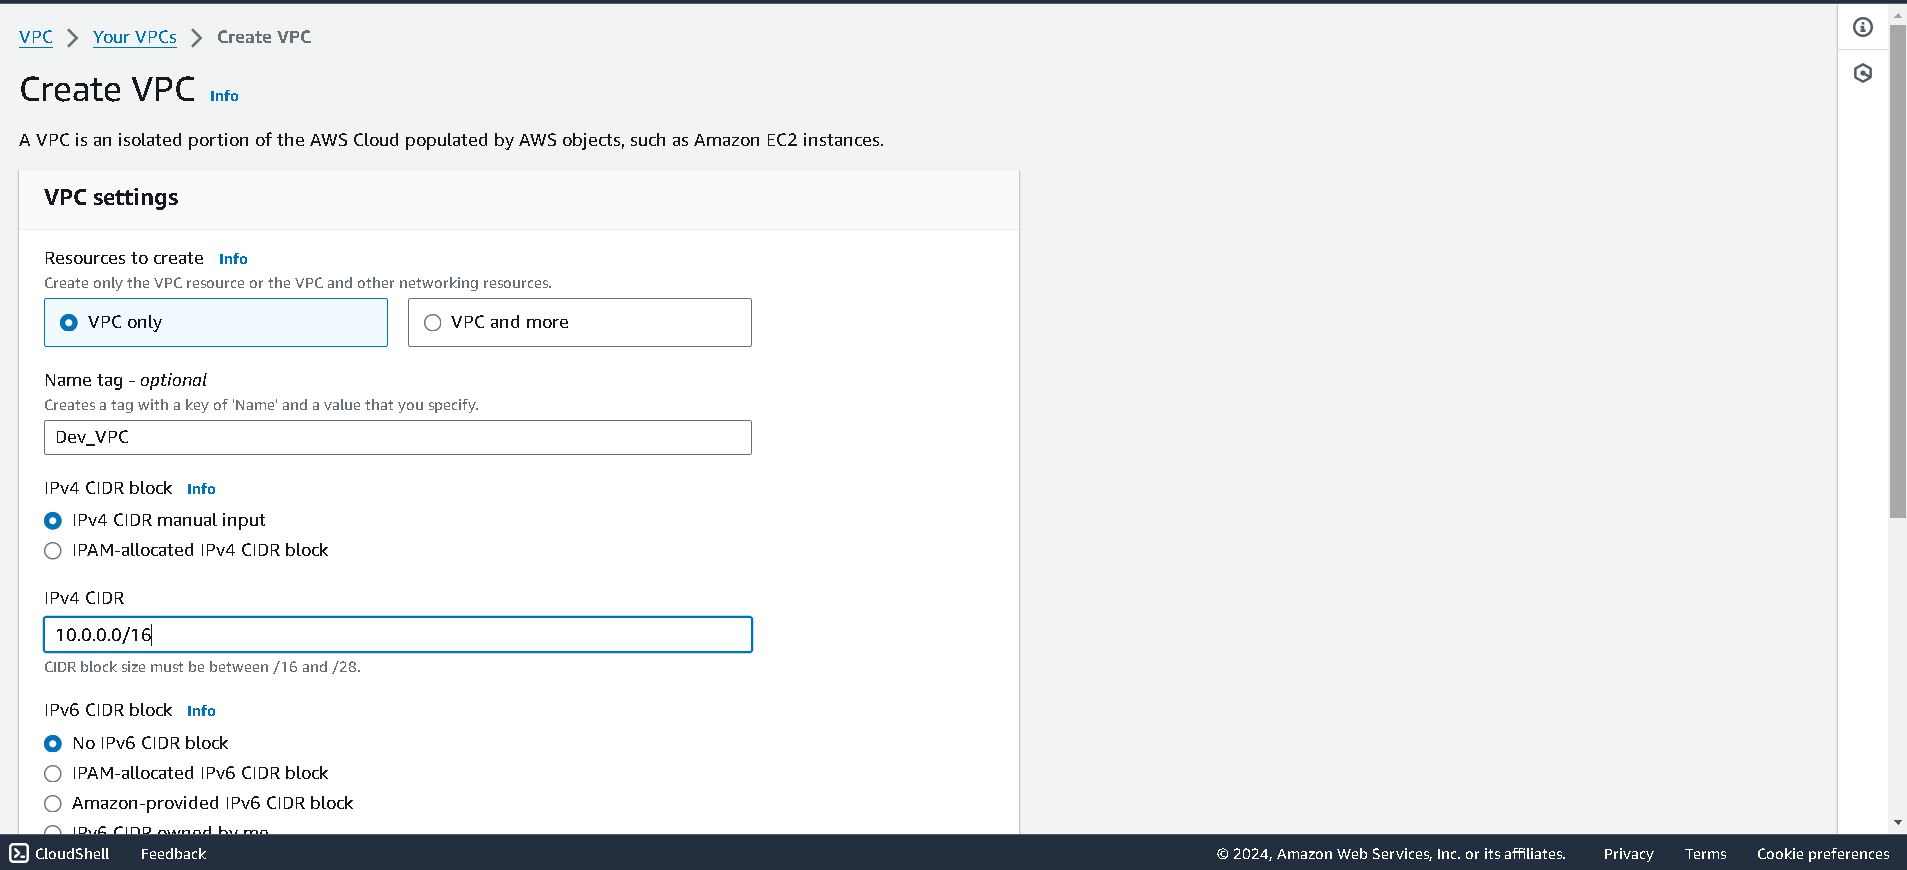 VPC > Your VPCs > Create VPC
Create VPC Info
A VPC is an isolated portion of the AWS Cloud populated by AWS objects, such as Amazon EC2 instances.
VPC settings
Resources to create Info
Create only the VPC resource or the VPC and other networking resources.
VPC only VPC and more
Name tag - optional
Creates a tag with a key of 'Name' and a value that you specify.
Dev_VPC
IPv4 CIDR block Info
IPv4 CIDR manual input
IPAM-allocated IPv4 CIDR block
IPv4 CIDR
10.0.0.0/16
CIDR block size must be between /16 and /28.
IPv6 CIDR block Info
No IPv6 CIDR block
IPAM-allocated IPv6 CIDR block
Amazon-provided IPv6 CIDR block
IPv6 CIDR owned by me
CloudShell Feedback © 2024, Amazon Web Services, Inc. or its affiliates. Privacy Terms Cookie preferences